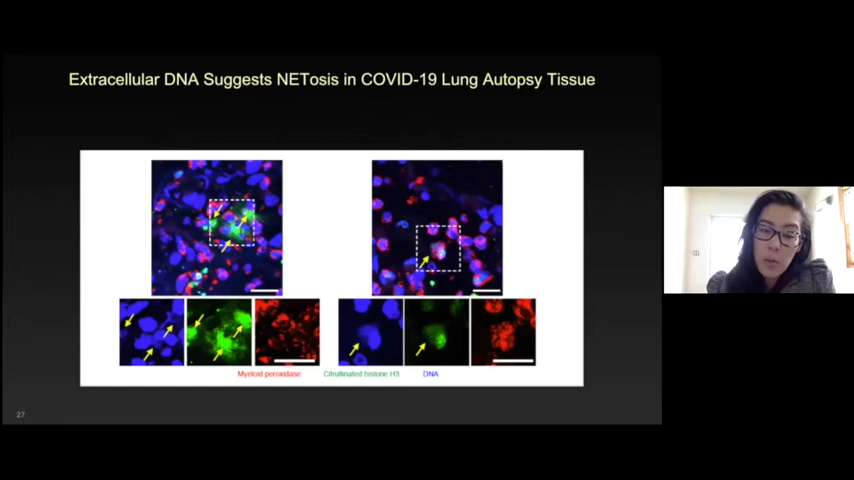 Extracellular DNA Suggests NETosis in COVID-19 Lung Autopsy Tissue
Myeloid peroxidase Citrullinated histone H3 DNA
27